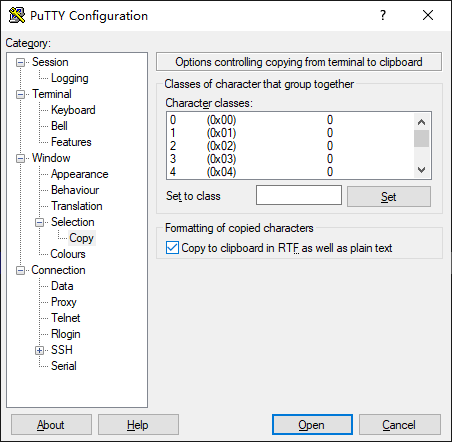 PuTTY Configuration
?
Category:
Session
Logging
Terminal
Keyboard
Bell
Features
Window
Appearance
Behaviour
Translation
Selection
Copy
Colours
Connection
Data
Proxy
Telnet
Rlogin
SSH
Serial
Options controlling copying from terminal to clipboard
Classes of character that group together
Character classes:
0 (0x00) 0
1 (0x01) 0
2 (0x02) 0
3 (0x03) 0
4 (0x04) 0
Set to class
Set
Formatting of copied characters
Copy to clipboard in RTF as well as plain text
About
Help
Open
Cancel